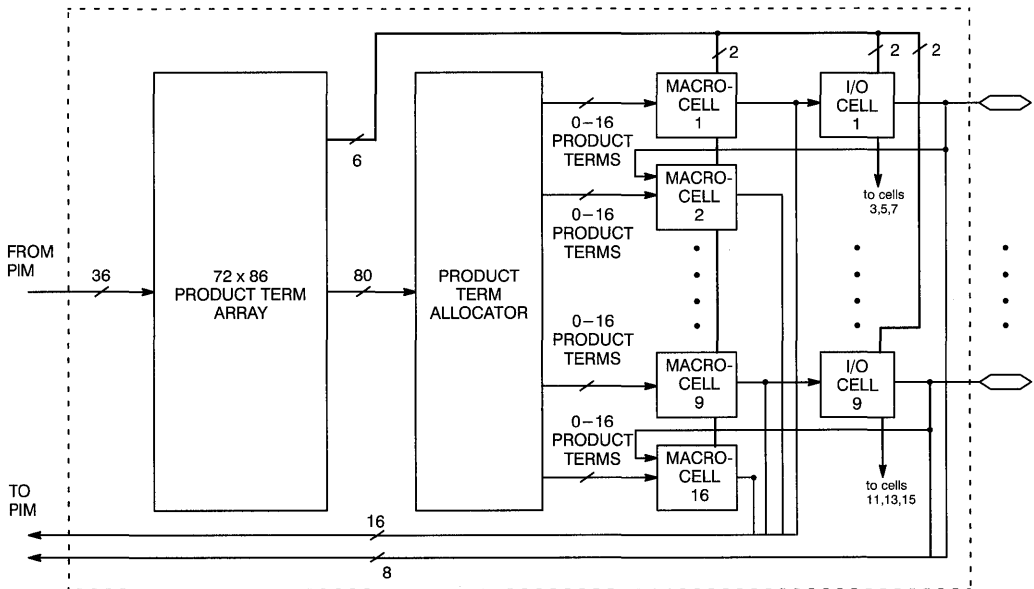 2
2
2
MACRO-
CELL
1
I/O
CELL
1
0–16
PRODUCT
TERMS
6
to cells
3,5,7
MACRO-
CELL
2
0–16
PRODUCT
TERMS
FROM
PIM
36
72 x 86
PRODUCT TERM
ARRAY
80
PRODUCT
TERM
ALLOCATOR
0–16
PRODUCT
TERMS
MACRO-
CELL
9
I/O
CELL
9
0–16
PRODUCT
TERMS
MACRO-
CELL
16
to cells
11,13,15
TO
PIM
16
8